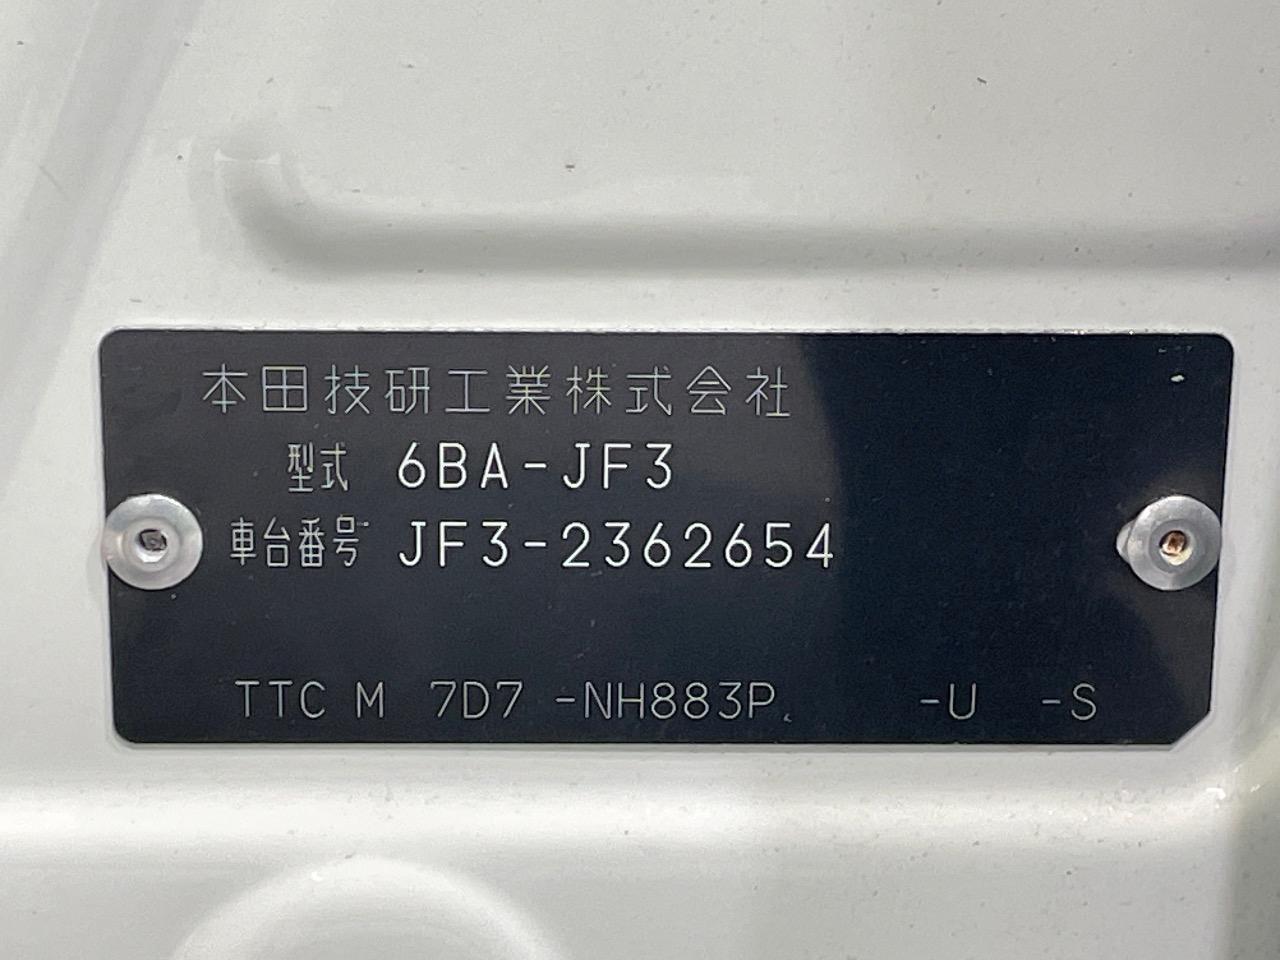 本田技研工業株式会社
型式 6BA-JF3
車台番号 JF3-2362654
TTC M 7D7 -NH883P -U -S